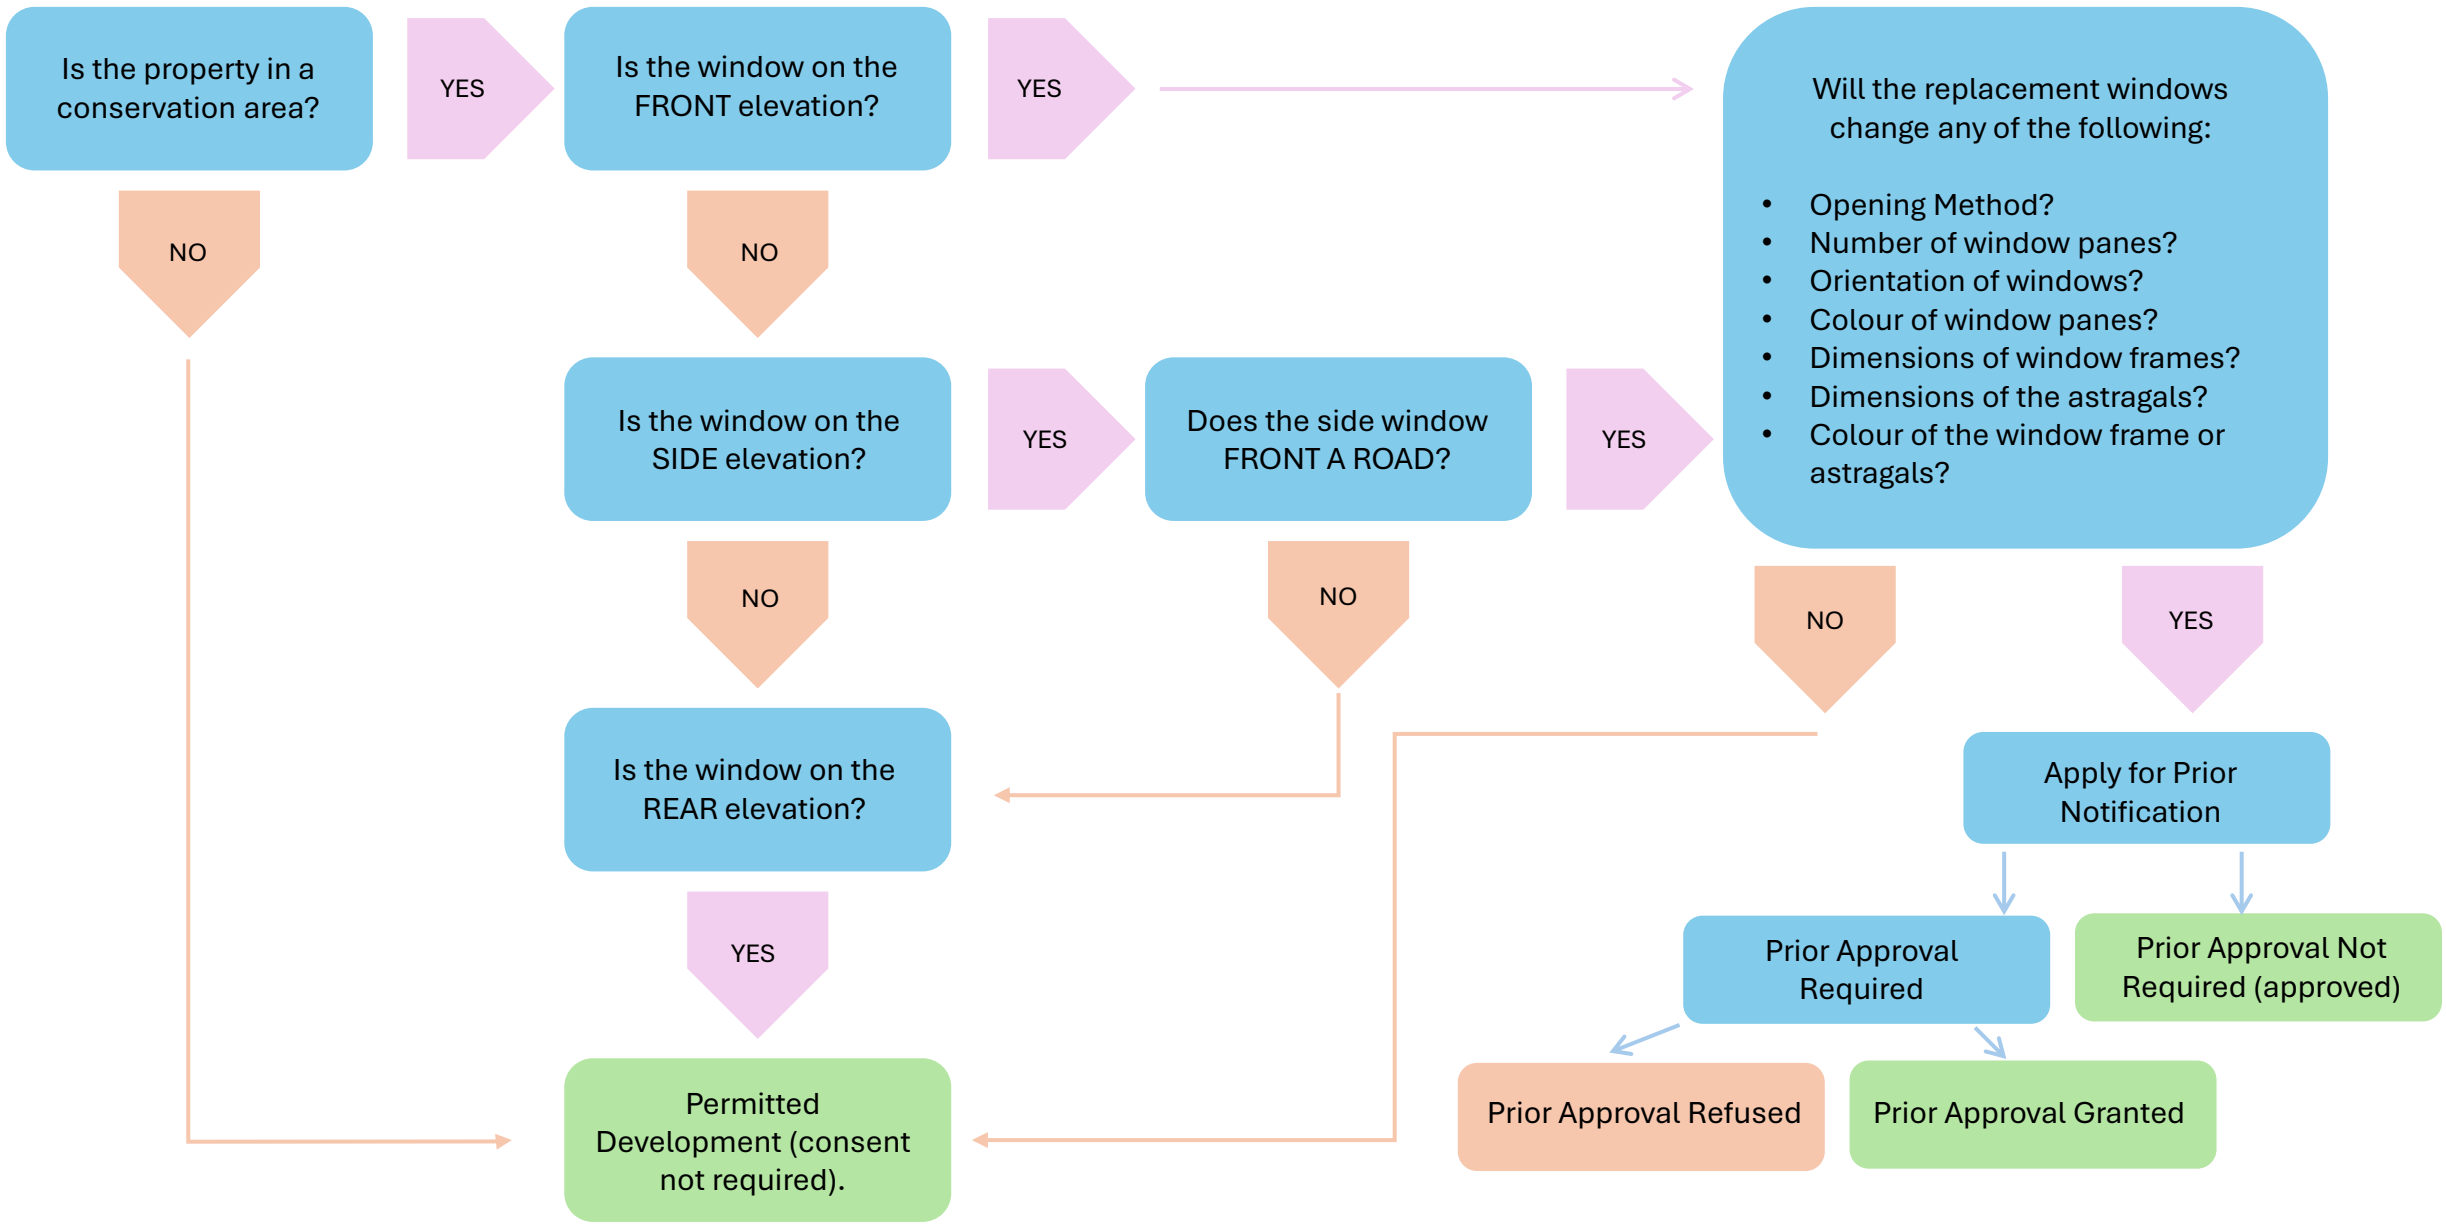 Is the property in a
conservation area?
YES
Is the window on the
FRONT elevation?
YES
Will the replacement windows
change any of the following:
• Opening Method?
• Number of window panes?
• Orientation of windows?
• Colour of window panes?
• Dimensions of window frames?
• Dimensions of the astragals?
• Colour of the window frame or
astragals?
NO
NO
Is the window on the
SIDE elevation?
YES
Does the side window
FRONT A ROAD?
YES
NO
NO
NO
YES
Is the window on the
REAR elevation?
Apply for Prior
Notification
YES
Prior Approval
Required
Prior Approval Not
Required (approved)
Permitted
Development (consent
not required).
Prior Approval Refused
Prior Approval Granted